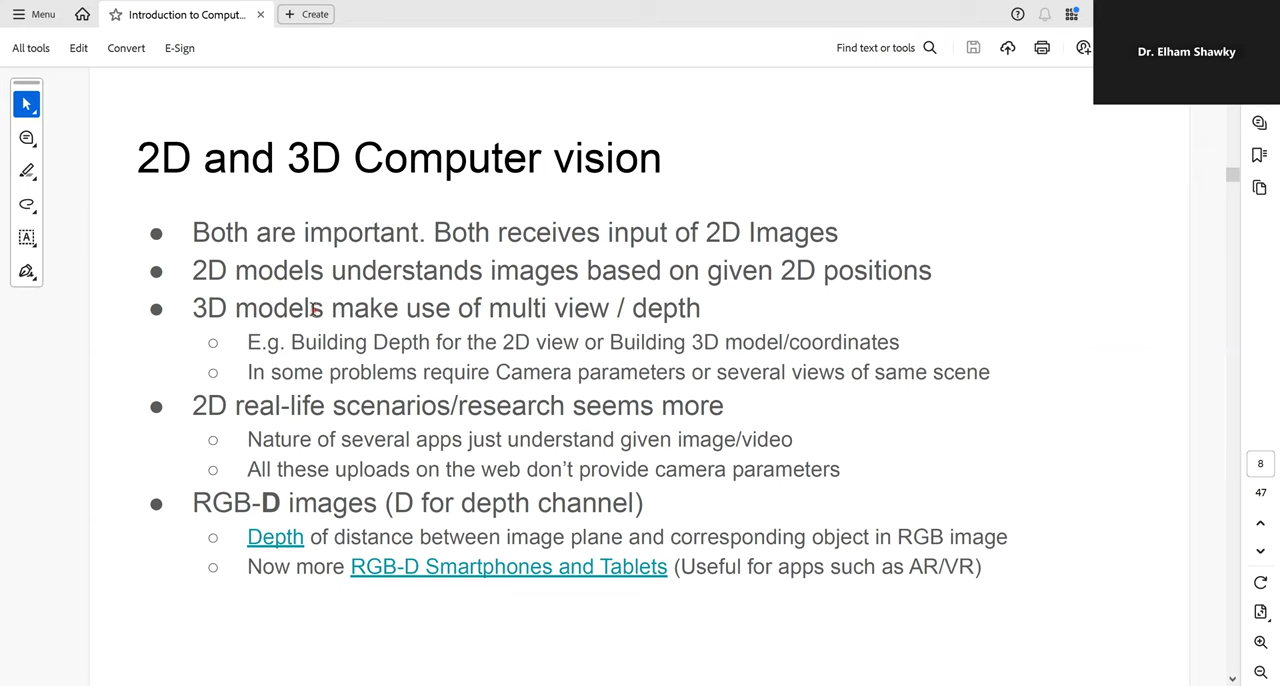 Menu
Introduction to Comput...
Create
All tools
Edit
Convert
E-Sign
Find text or tools
Dr. Elham Shawky
2D and 3D Computer vision
● Both are important. Both receives input of 2D Images
● 2D models understands images based on given 2D positions
● 3D models make use of multi view / depth
○ E.g. Building Depth for the 2D view or Building 3D model/coordinates
○ In some problems require Camera parameters or several views of same scene
● 2D real-life scenarios/research seems more
○ Nature of several apps just understand given image/video
○ All these uploads on the web don’t provide camera parameters
● RGB-D images (D for depth channel)
○ Depth of distance between image plane and corresponding object in RGB image
○ Now more RGB-D Smartphones and Tablets (Useful for apps such as AR/VR)
8
47